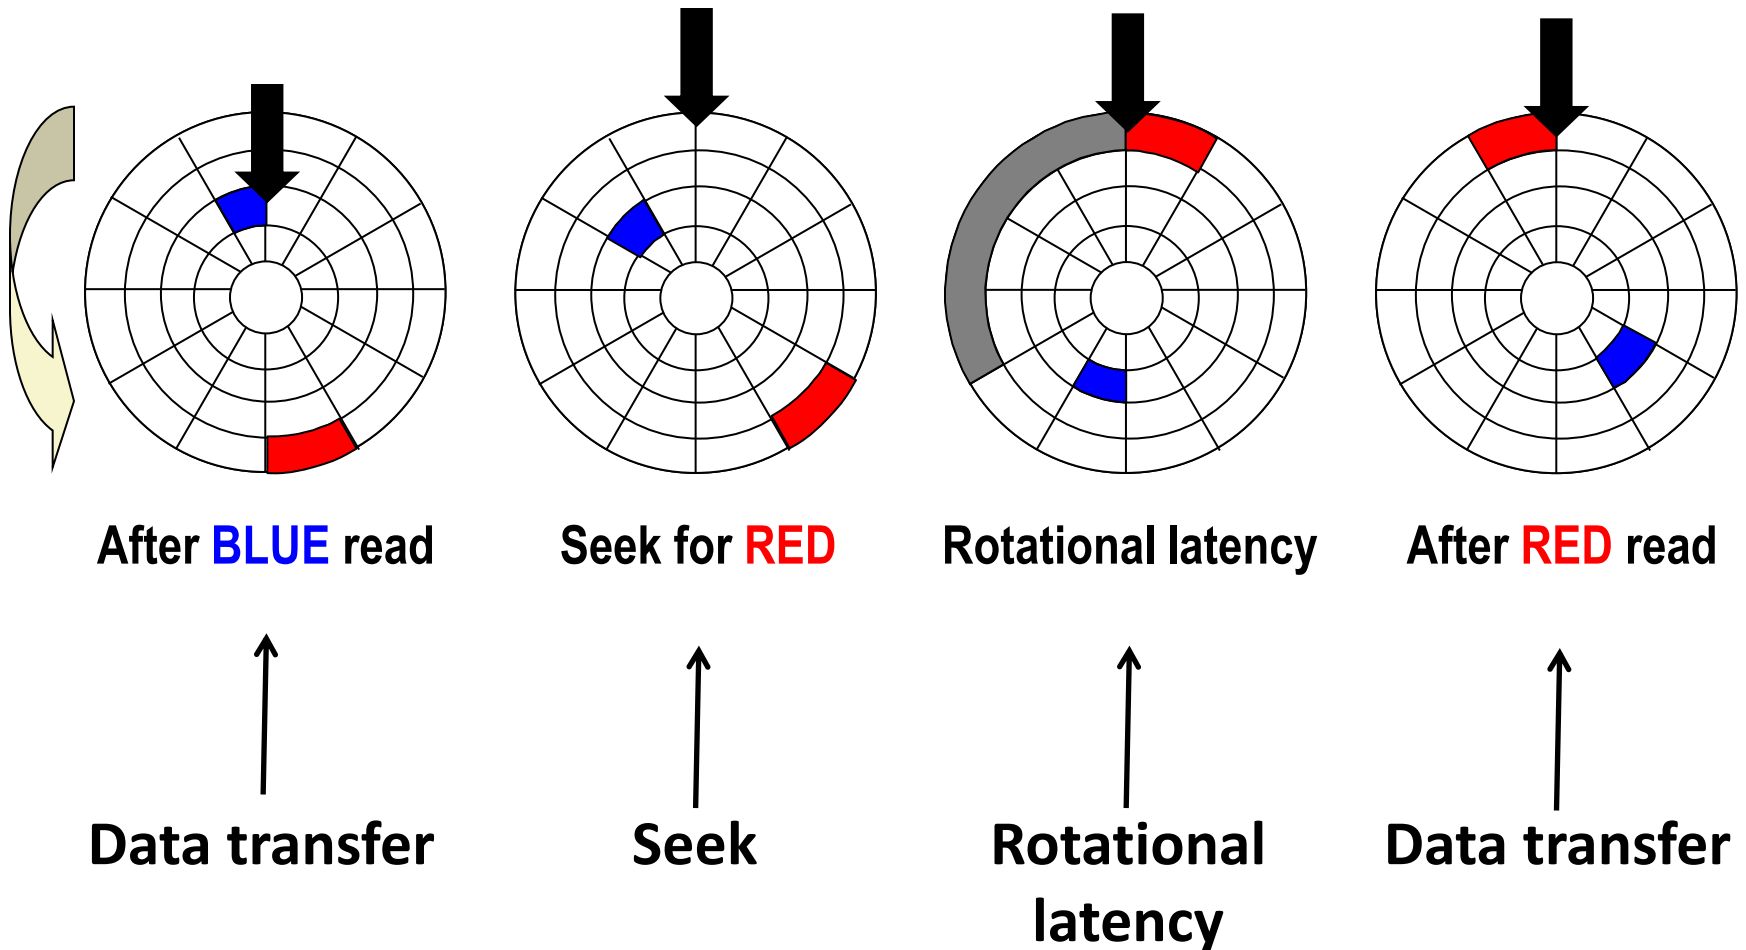 After BLUE read
Seek for RED
Rotational latency
After RED read
Data transfer
Seek
Rotational
latency
Data transfer